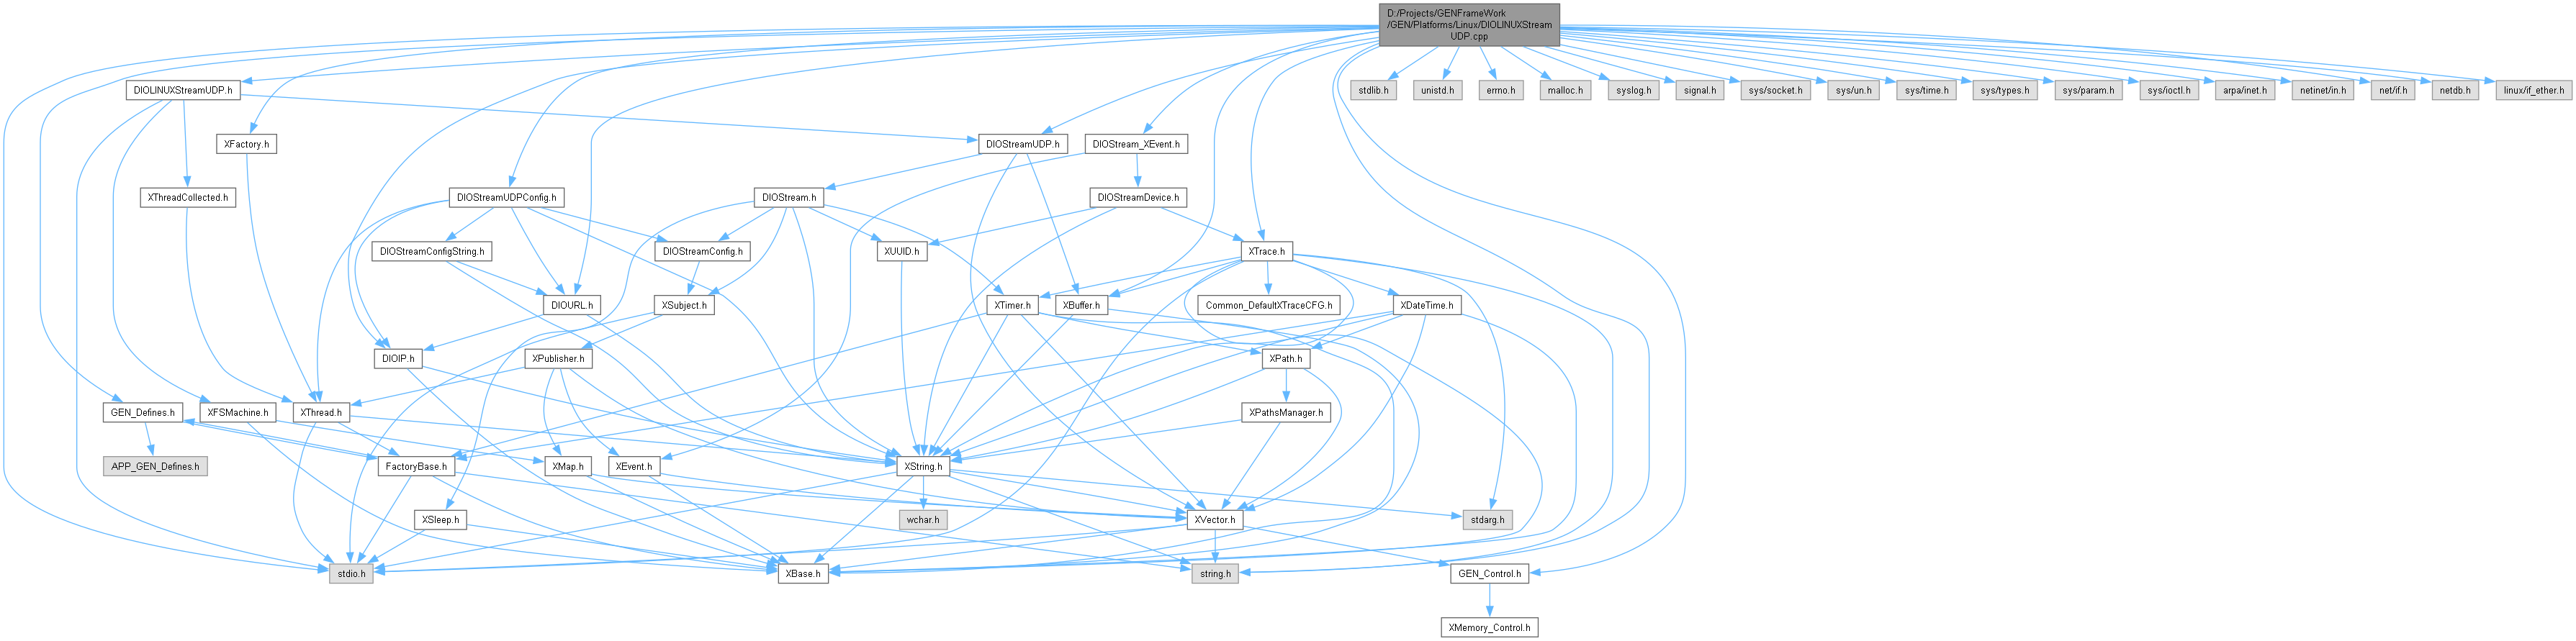 D:/Projects/GENFrameWork
/GEN/Platforms/Linux/DIOLINUXStream
UDP.cpp
DIOLINUXStreamUDP.h
stdlib.h
unistd.h
errno.h
malloc.h
syslog.h
signal.h
sys/socket.h
sys/un.h
sys/time.h
sys/types.h
sys/param.h
sys/ioctl.h
arpa/inet.h
netinet/in.h
net/if.h
netdb.h
linux/if_ether.h
XFactory.h
DIOStreamUDP.h
DIOStream_XEvent.h
XThreadCollected.h
DIOStreamUDPConfig.h
DIOStream.h
DIOStreamDevice.h
DIOStreamConfigString.h
DIOStreamConfig.h
XUUID.h
XTrace.h
DIOURL.h
XSubject.h
XTimer.h
XBuffer.h
Common_DefaultXTraceCFG.h
XDateTime.h
DIOIP.h
XPublisher.h
XPath.h
GEN_Defines.h
XFSMachine.h
XThread.h
XPathsManager.h
APP_GEN_Defines.h
FactoryBase.h
XMap.h
XEvent.h
XString.h
XSleep.h
wchar.h
XVector.h
stdarg.h
stdio.h
XBase.h
string.h
GEN_Control.h
XMemory_Control.h